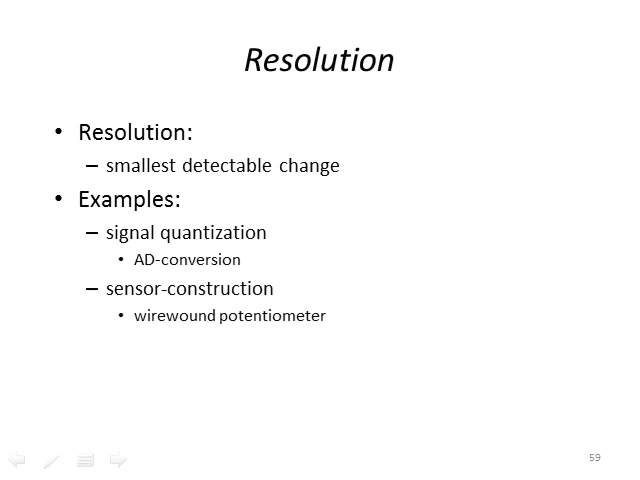 Resolution
• Resolution:
– smallest detectable change
• Examples:
– signal quantization
• AD-conversion
– sensor-construction
• wirewound potentiometer
59